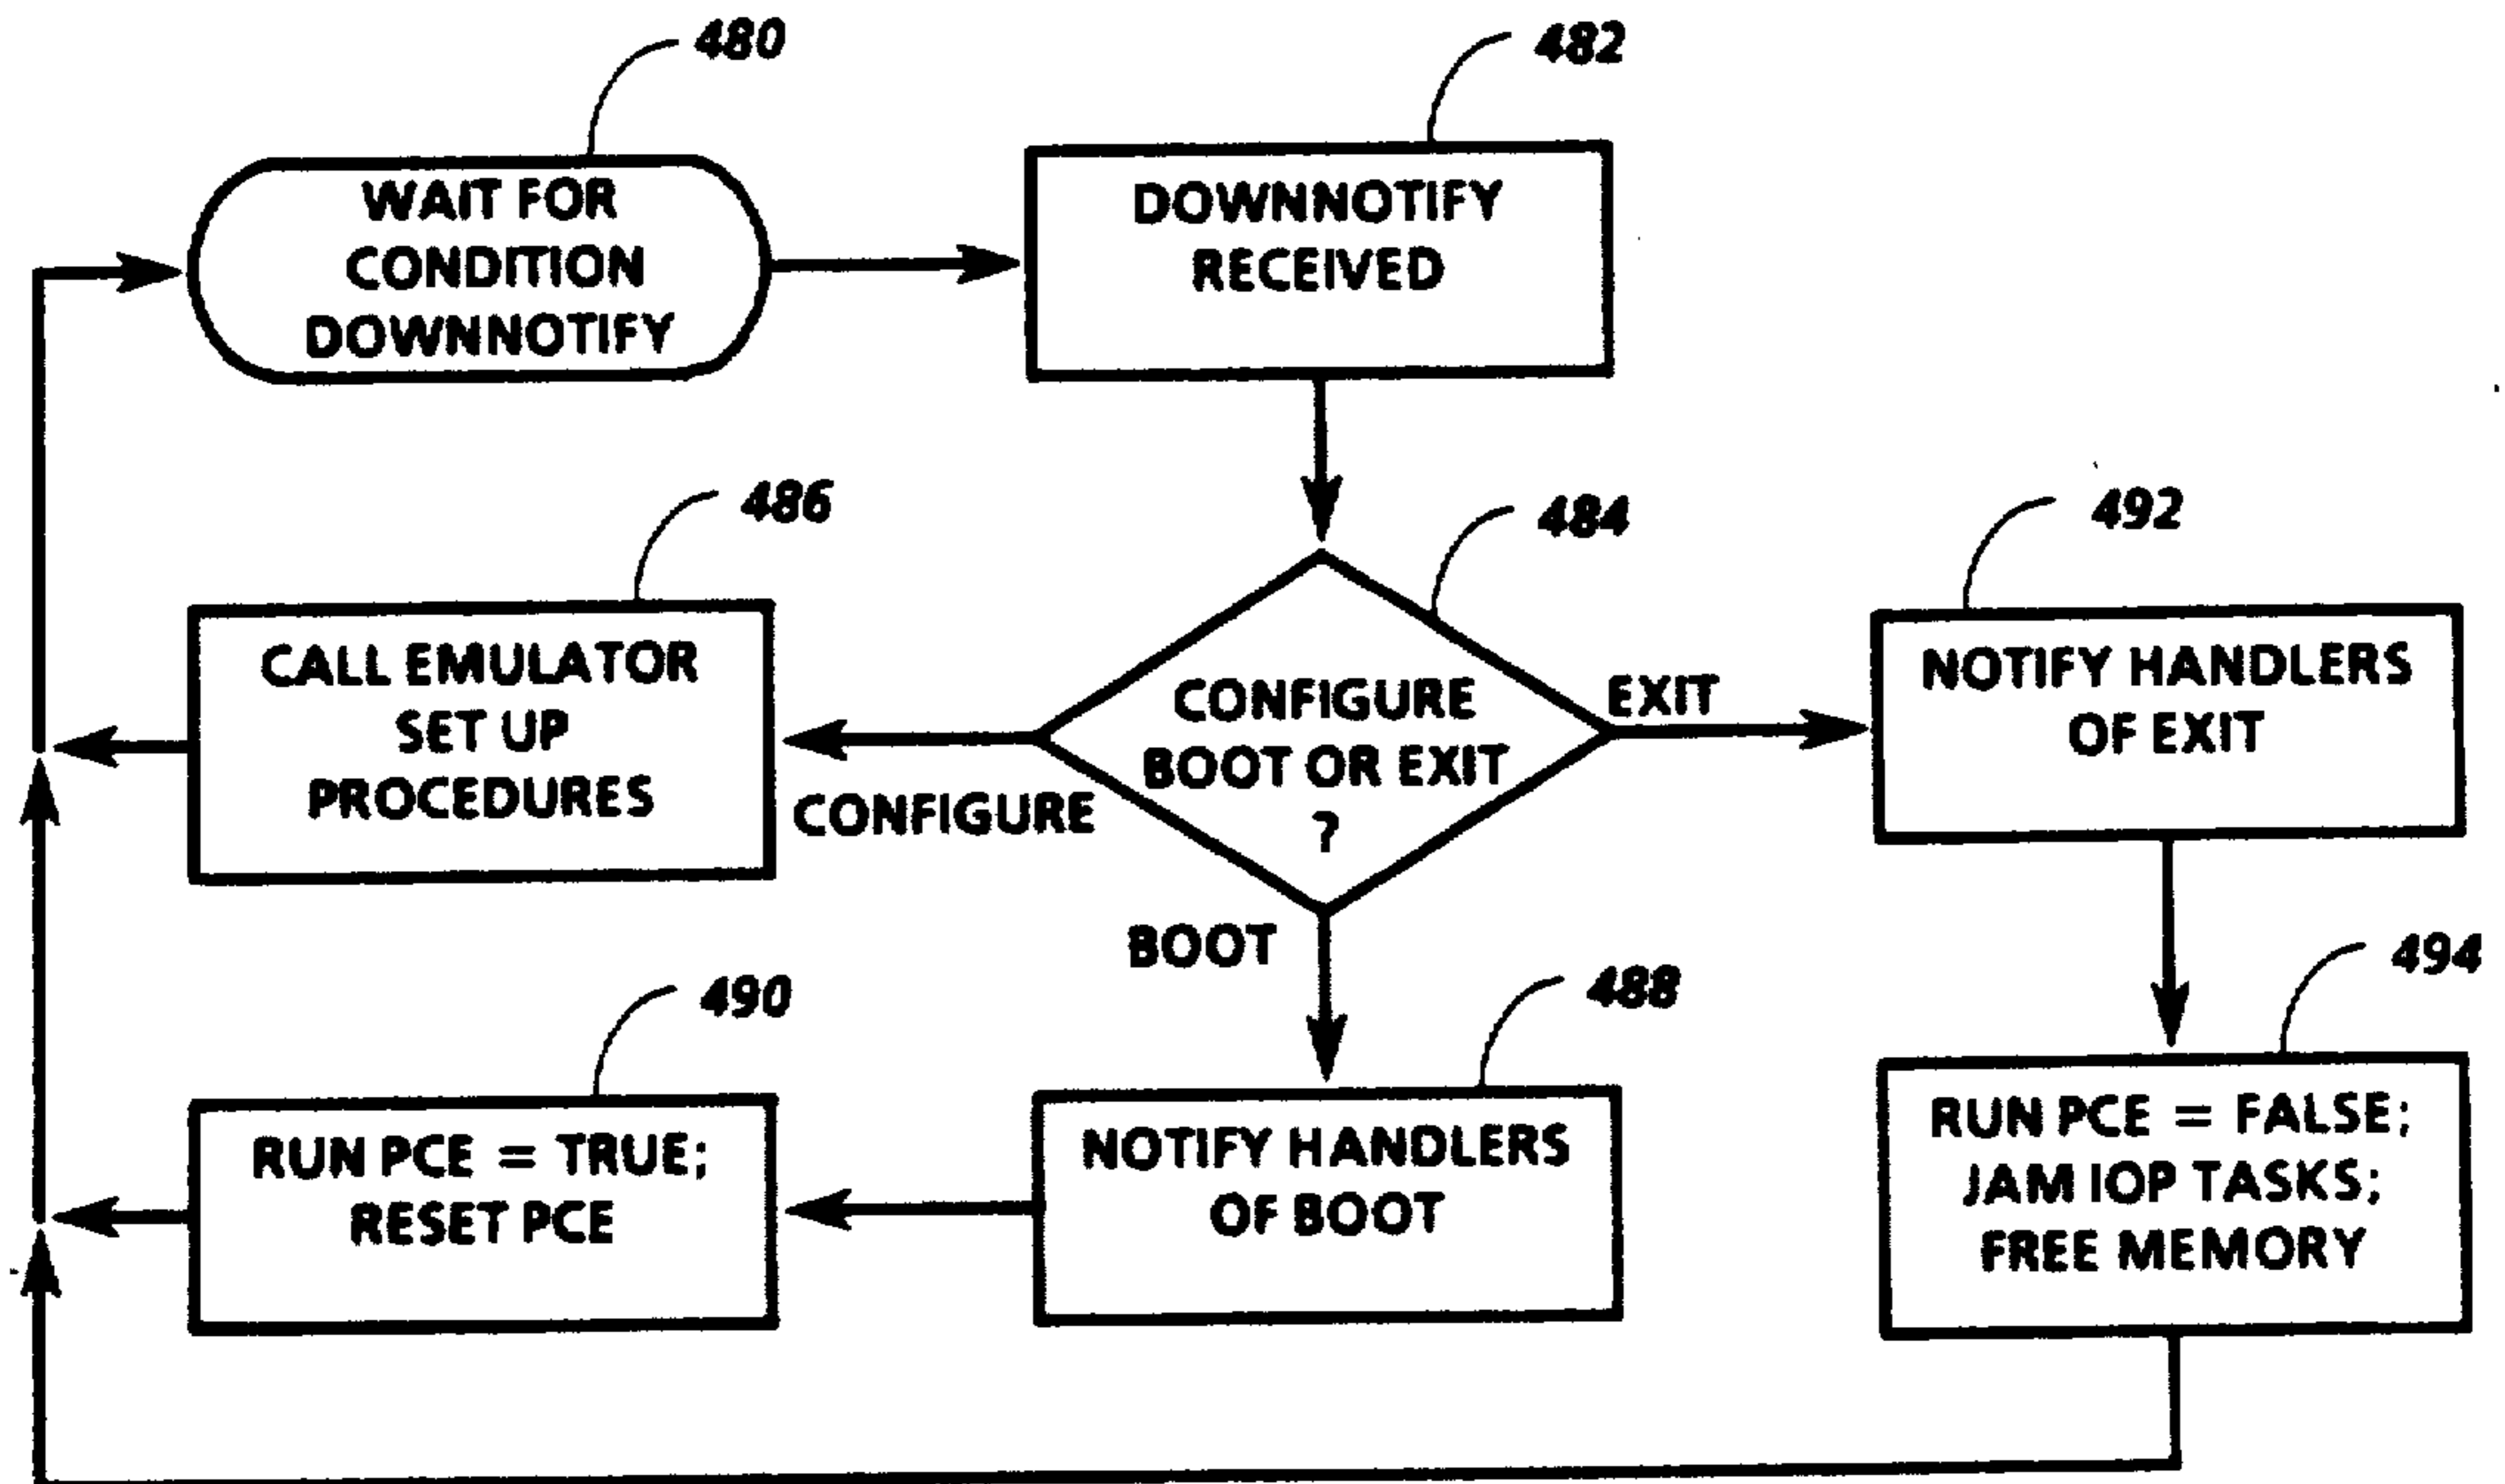 480
WAIT FOR
CONDITION
DOWNNOTIFY
482
DOWNNOTIFY
RECEIVED
486
CALL EMULATOR
SET UP
PROCEDURES
484
CONFIGURE
BOOT OR EXIT
?
CONFIGURE
EXIT
BOOT
492
NOTIFY HANDLERS
OF EXIT
490
RUN PCE = TRUE;
RESET PCE
488
NOTIFY HANDLERS
OF BOOT
494
RUN PCE = FALSE;
JAM IOP TASKS;
FREE MEMORY